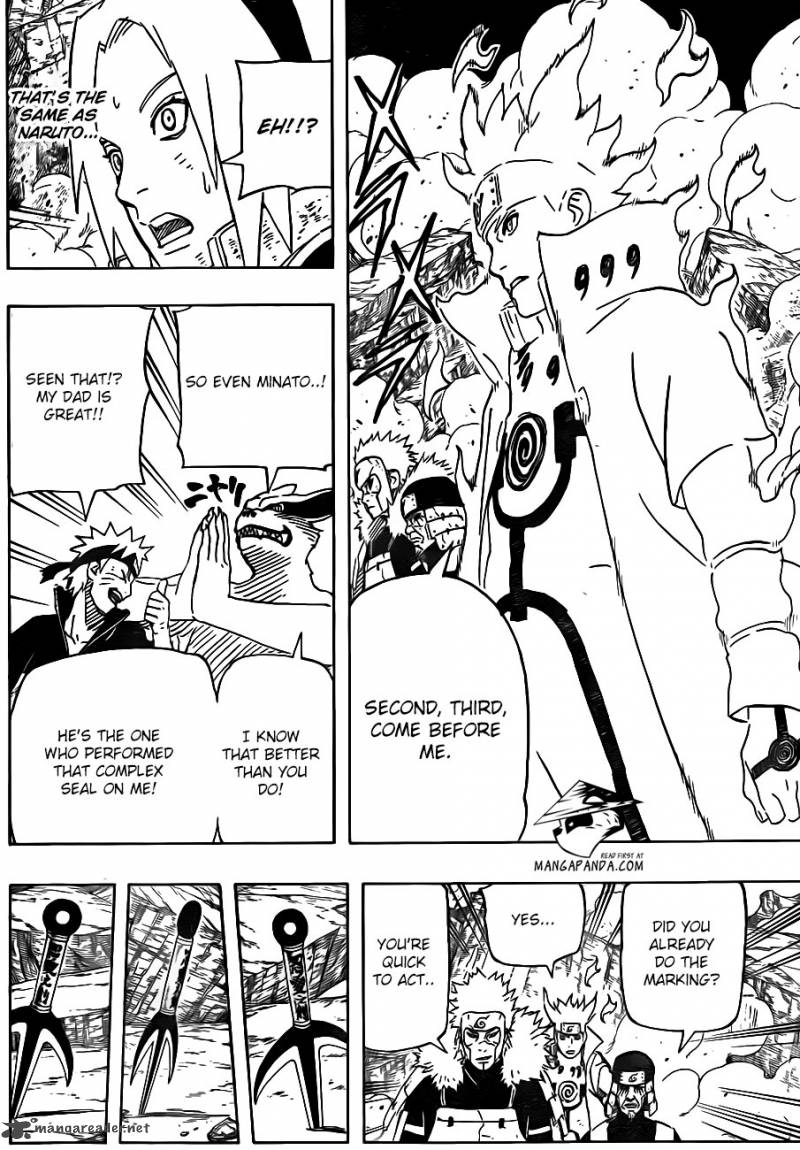 SECOND, THIRD,
COME BEFORE
ME.
EH!!?
THAT'S THE
SAME AS
NARUTO...!
SO EVEN MINATO..!
SEEN THAT!?
MY DAD IS
GREAT!!
ニヤリ
I KNOW
THAT BETTER
THAN YOU
DO!
HE'S THE ONE
WHO PERFORMED
THAT COMPLEX
SEAL ON ME!
READ FIRST AT
MANGAPANDA.COM
DID YOU
ALREADY
DO THE
MARKING?
YES...
YOU'RE
QUICK
TO ACT..
mangareader.net